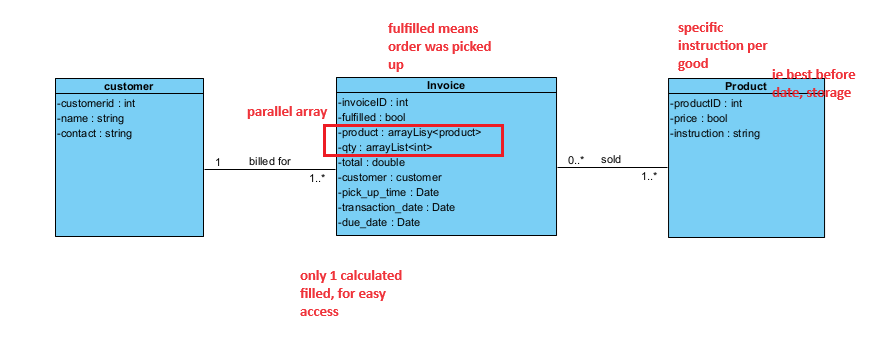 fulfilled means
order was picked
up
specific
instruction per
good
ie best before
date, storage
customer
-customerid : int
-name : string
-contact : string
parallel array
Invoice
-invoiceID : int
-fulfilled : bool
-product : arrayLisy<product>
-qty : arrayList<int>
-total : double
-customer : customer
-pick_up_time : Date
-transaction_date : Date
-due_date : Date
Product
-productID : int
-price : bool
-instruction : string
1 billed for 1..*
0..* sold 1..*
only 1 calculated
filled, for easy
access